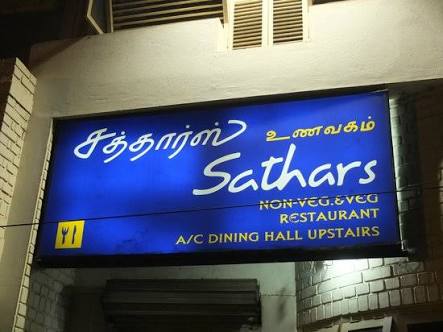 சத்தார்ஸ் உணவகம்
Sathars
NON-VEG.&VEG
RESTAURANT
A/C DINING HALL UPSTAIRS